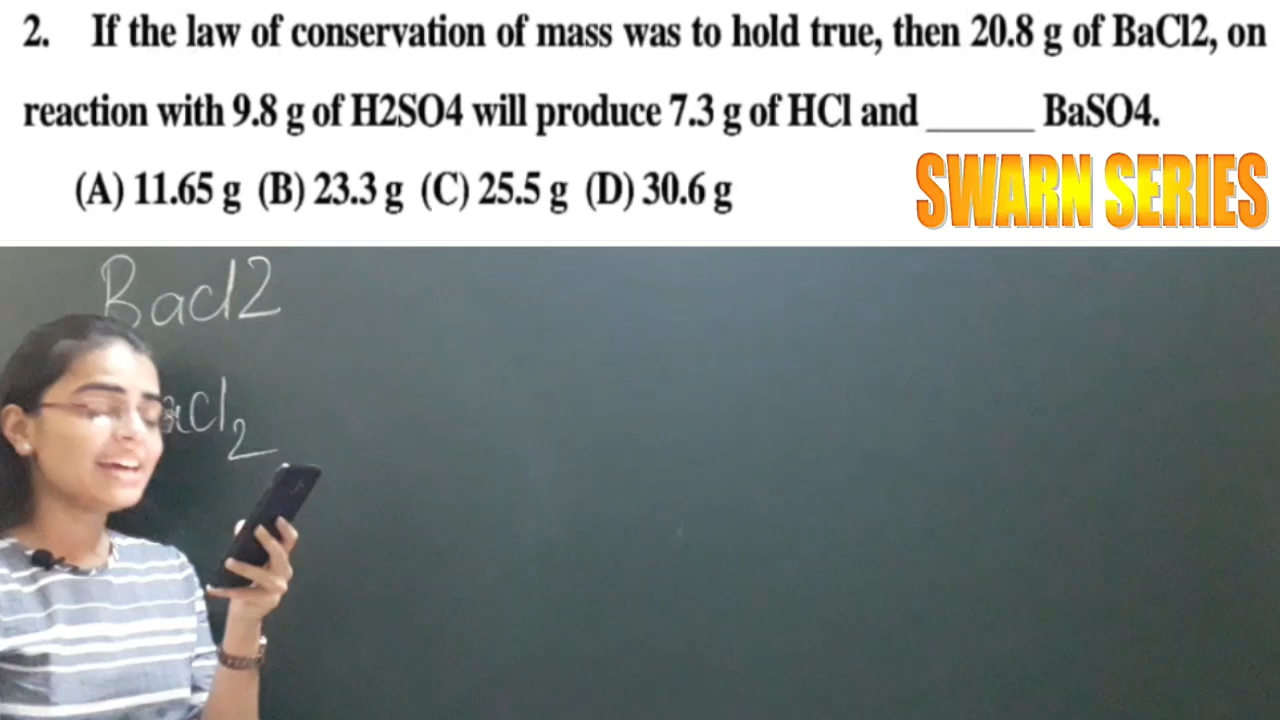 2. If the law of conservation of mass was to hold true, then 20.8 g of BaCl2, on
reaction with 9.8 g of H2SO4 will produce 7.3 g of HCl and ______ BaSO4.
(A) 11.65 g (B) 23.3 g (C) 25.5 g (D) 30.6 g
SWARN SERIES
Bacl2